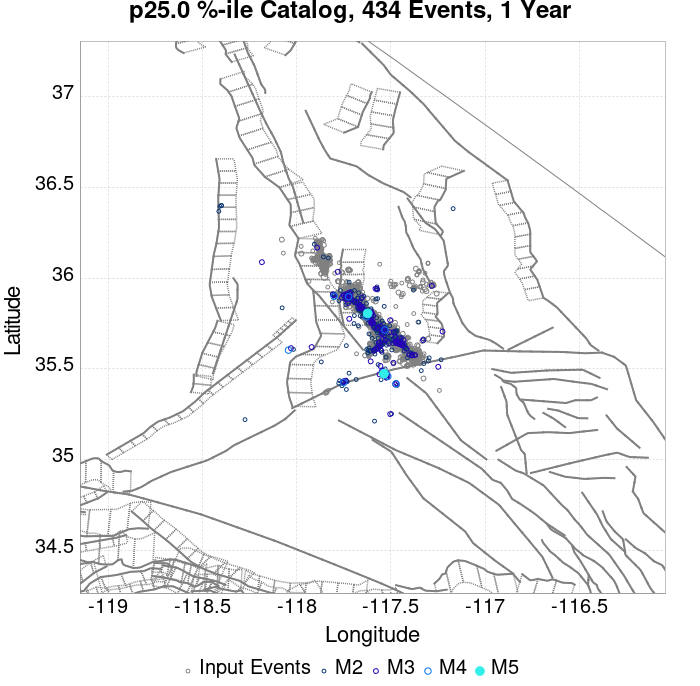 p25.0 %-ile Catalog, 434 Events, 1 Year
37
36.5
36
35.5
35
34.5
Latitude
-119 -118.5 -118 -117.5 -117 -116.5
Longitude
Input Events M2 M3 M4 M5